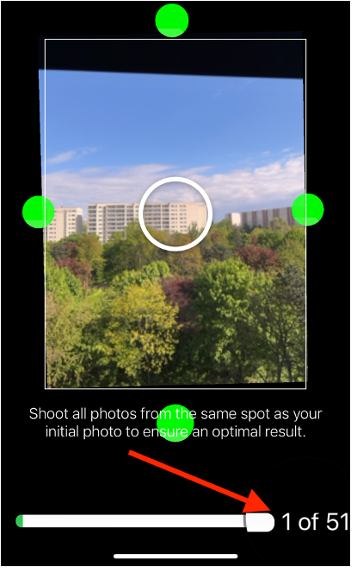 Shoot all photos from the same spot as your
initial photo to ensure an optimal result.
1 of 51